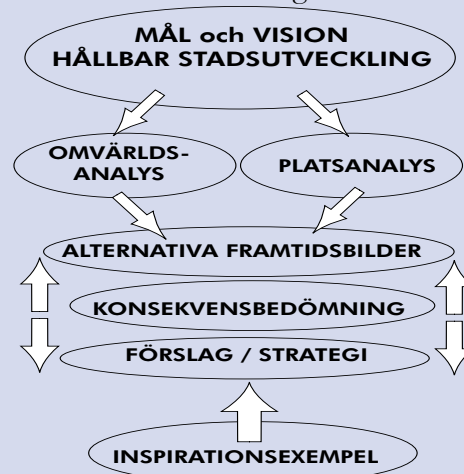 MÅL och VISION
HÅLLBAR STADSUTVECKLING
OMVÄRLDS-
ANALYS
PLATSANALYS
ALTERNATIVA FRAMTIDSBILDER
KONSEKVENSBEDÖMNING
FÖRSLAG / STRATEGI
INSPIRATIONSEXEMPEL